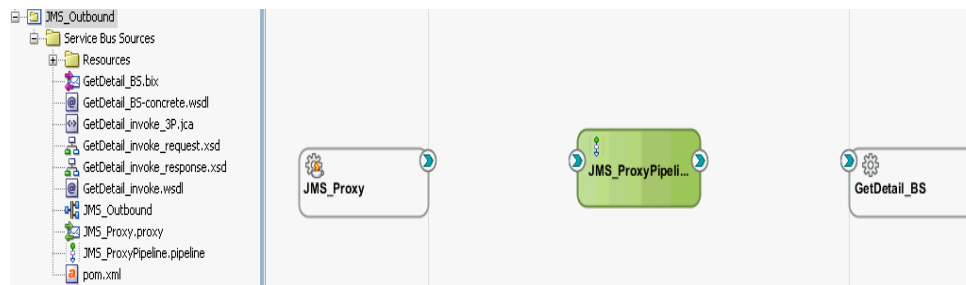 JMS_Outbound
Service Bus Sources
Resources
GetDetail_BS.bix
GetDetail_BS-concrete.wsdl
GetDetail_invoke_3P.jca
GetDetail_invoke_request.xsd
GetDetail_invoke_response.xsd
GetDetail_invoke.wsdl
JMS_Outbound
JMS_Proxy.proxy
JMS_ProxyPipeline.pipeline
pom.xml
JMS_Proxy
JMS_ProxyPipeli...
GetDetail_BS